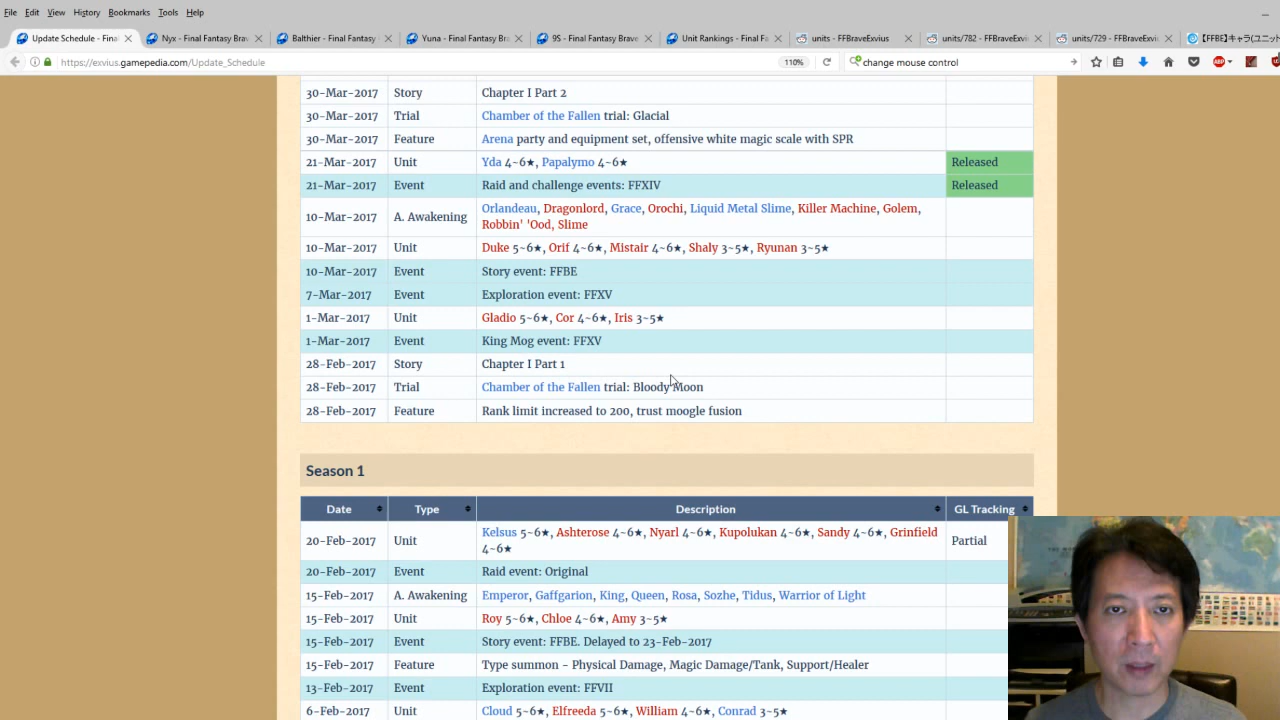 File Edit View History Bookmarks Tools Help
Update Schedule - Final Nyx - Final Fantasy Brav Balthier - Final Fantasy Yuna - Final Fantasy Br 9S - Final Fantasy Brave Unit Rankings - Final Fa units - FFBraveExvius units/782 - FFBraveExvi units/729 - FFBraveExvi 【FFBE】キャラ(ユニット
https://exvius.gamepedia.com/Update_Schedule 110% change mouse control ABP
30-Mar-2017 Story Chapter I Part 2
30-Mar-2017 Trial Chamber of the Fallen trial: Glacial
30-Mar-2017 Feature Arena party and equipment set, offensive white magic scale with SPR
21-Mar-2017 Unit Yda 4~6★, Papalymo 4~6★ Released
21-Mar-2017 Event Raid and challenge events: FFXIV Released
10-Mar-2017 A. Awakening Orlandeau, Dragonlord, Grace, Orochi, Liquid Metal Slime, Killer Machine, Golem,
Robbin' 'Ood, Slime
10-Mar-2017 Unit Duke 5~6★, Orif 4~6★, Mistair 4~6★, Shaly 3~5★, Ryunan 3~5★
10-Mar-2017 Event Story event: FFBE
7-Mar-2017 Event Exploration event: FFXV
1-Mar-2017 Unit Gladio 5~6★, Cor 4~6★, Iris 3~5★
1-Mar-2017 Event King Mog event: FFXV
28-Feb-2017 Story Chapter I Part 1
28-Feb-2017 Trial Chamber of the Fallen trial: Bloody Moon
28-Feb-2017 Feature Rank limit increased to 200, trust moogle fusion
Season 1
Date Type Description GL Tracking
20-Feb-2017 Unit Kelsus 5~6★, Ashterose 4~6★, Nyarl 4~6★, Kupolukan 4~6★, Sandy 4~6★, Grinfield
4~6★ Partial
20-Feb-2017 Event Raid event: Original
15-Feb-2017 A. Awakening Emperor, Gaffgarion, King, Queen, Rosa, Sozhe, Tidus, Warrior of Light
15-Feb-2017 Unit Roy 5~6★, Chloe 4~6★, Amy 3~5★
15-Feb-2017 Event Story event: FFBE. Delayed to 23-Feb-2017
15-Feb-2017 Feature Type summon - Physical Damage, Magic Damage/Tank, Support/Healer
13-Feb-2017 Event Exploration event: FFVII
6-Feb-2017 Unit Cloud 5~6★, Elfreeda 5~6★, William 4~6★, Conrad 3~5★